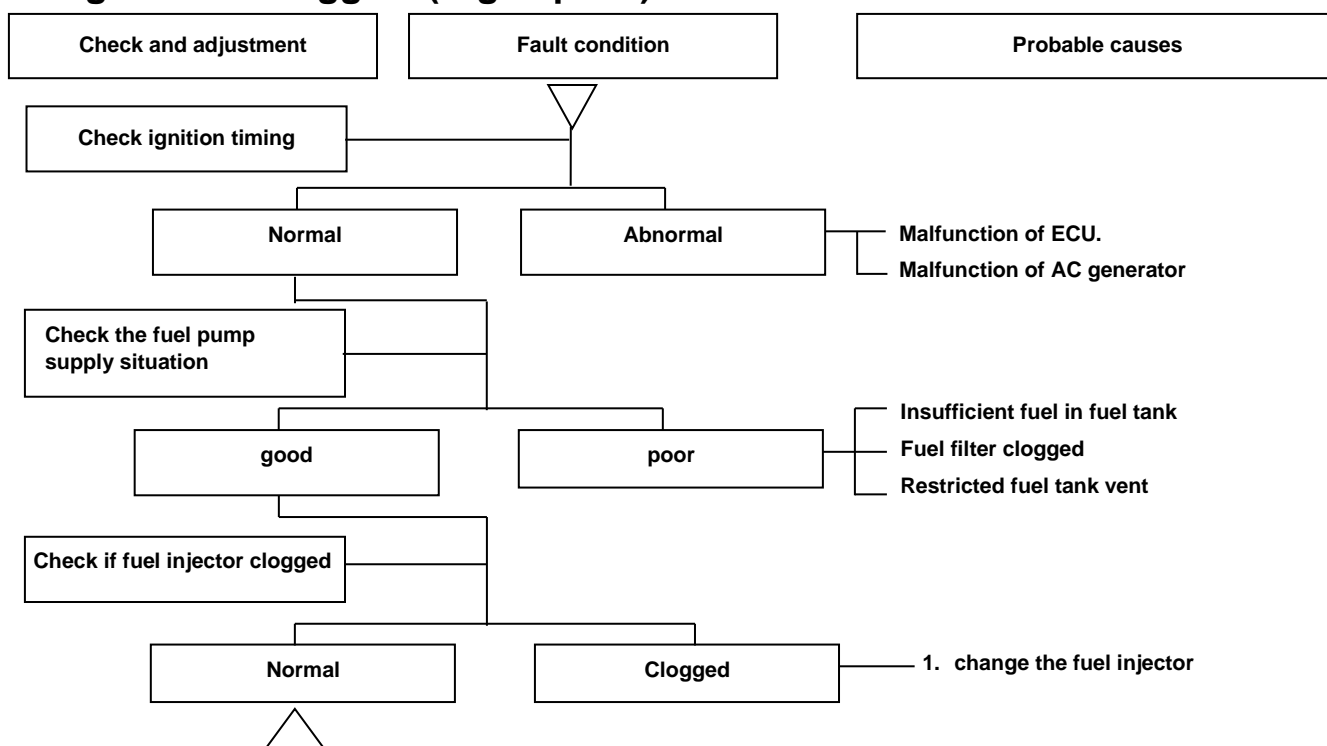 Check and adjustment
Fault condition
Probable causes
Check ignition timing
Normal
Abnormal
Malfunction of ECU.
Malfunction of AC generator
Check the fuel pump
supply situation
good
poor
Insufficient fuel in fuel tank
Fuel filter clogged
Restricted fuel tank vent
Check if fuel injector clogged
Normal
Clogged
1. change the fuel injector